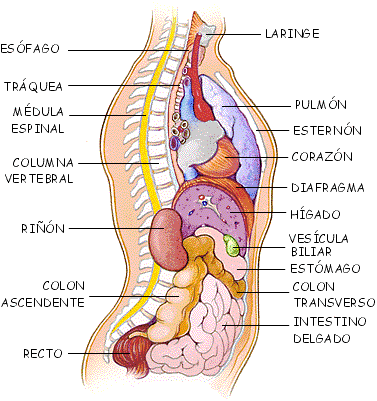 LARINGE
ESÓFAGO
TRÁQUEA
MÉDULA
ESPINAL
PULMÓN
ESTERNÓN
COLUMNA
VERTEBRAL
CORAZÓN
DIAFRAGMA
HÍGADO
RIÑÓN
VESÍCULA
BILIAR
ESTÓMAGO
COLON
ASCENDENTE
COLON
TRANSVERSO
INTESTINO
DELGADO
RECTO